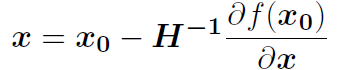 x = x₀ − H⁻¹ ∂f(x₀)/∂x